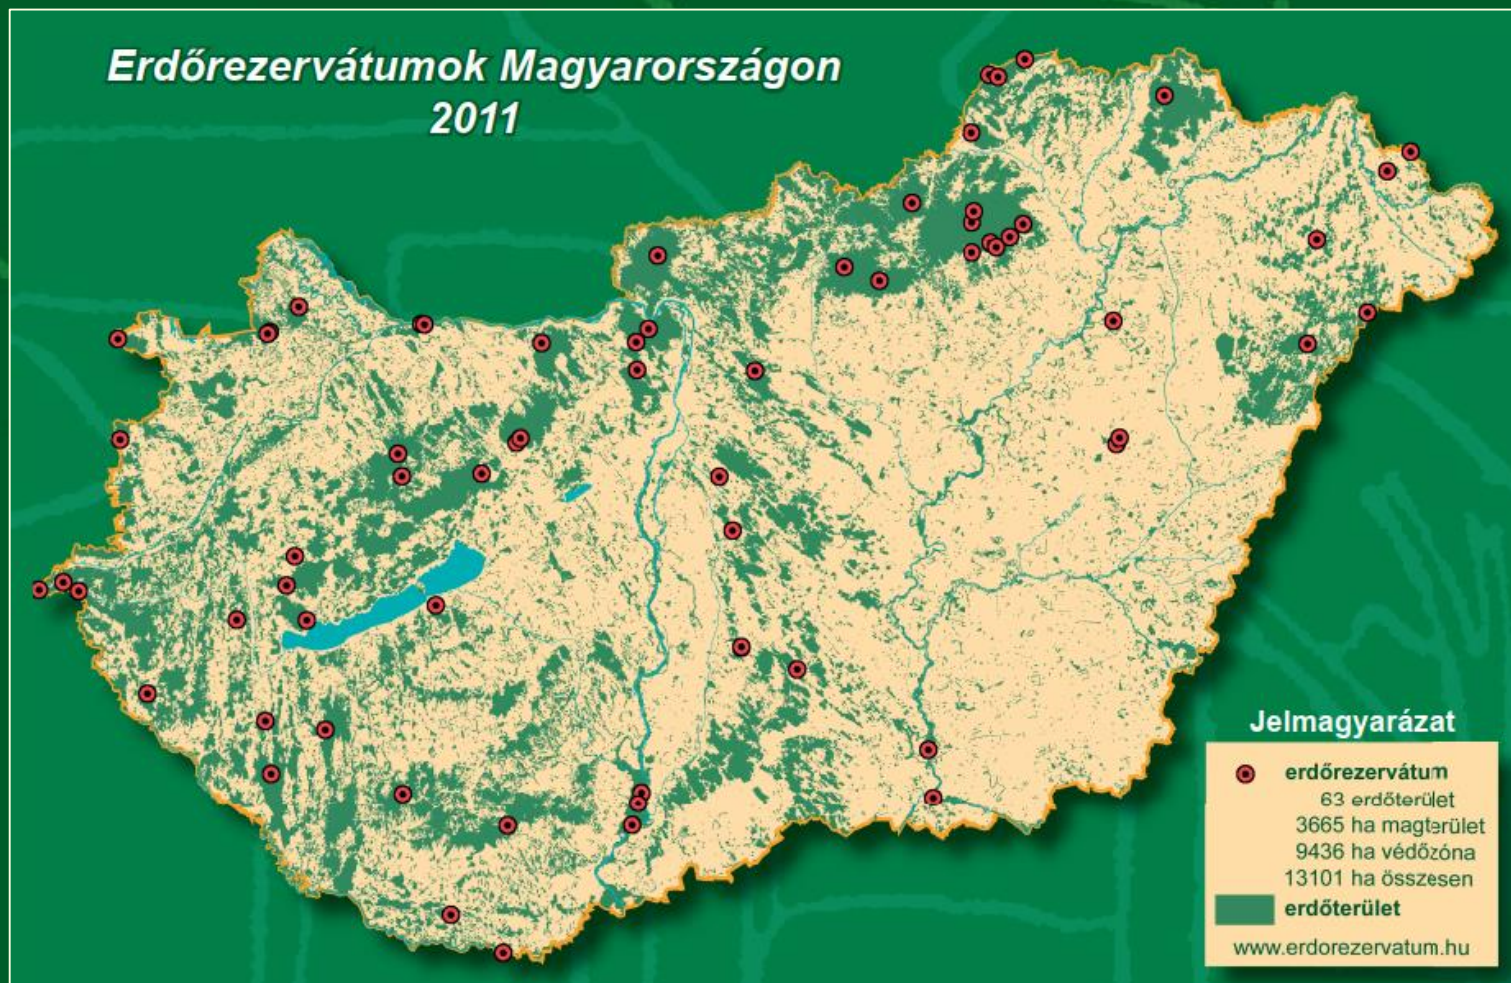 Erdőrezervátumok Magyarországon
2011
Jelmagyarázat
erdőrezervátum
63 erdőterület
3665 ha magterület
9436 ha védőzóna
13101 ha összesen
erdőterület
www.erdorezervatum.hu